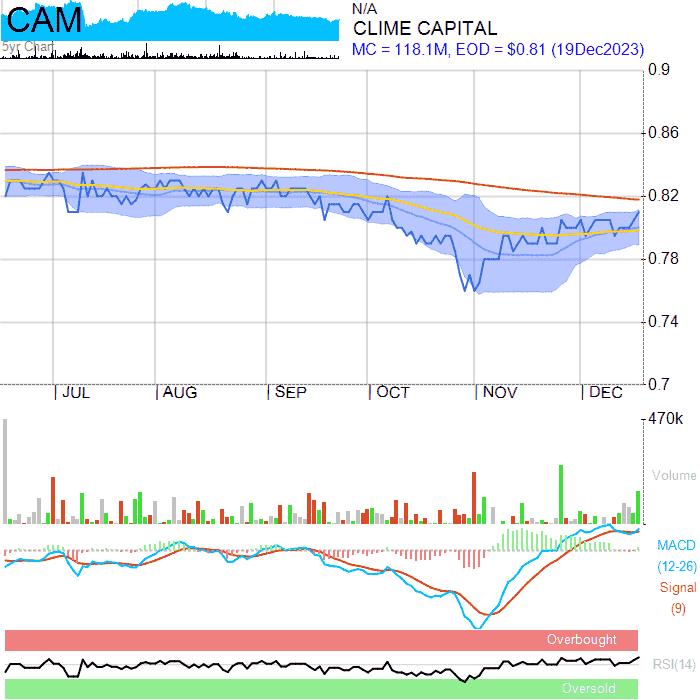 CAM
5yr Chart
N/A
CLIME CAPITAL
MC = 118.1M, EOD = $0.81 (19Dec2023)
0.9
0.86
0.82
0.78
0.74
0.7
JUL AUG SEP OCT NOV DEC
470k
Volume
MACD
(12-26)
Signal
(9)
Overbought
RSI(14)
Oversold